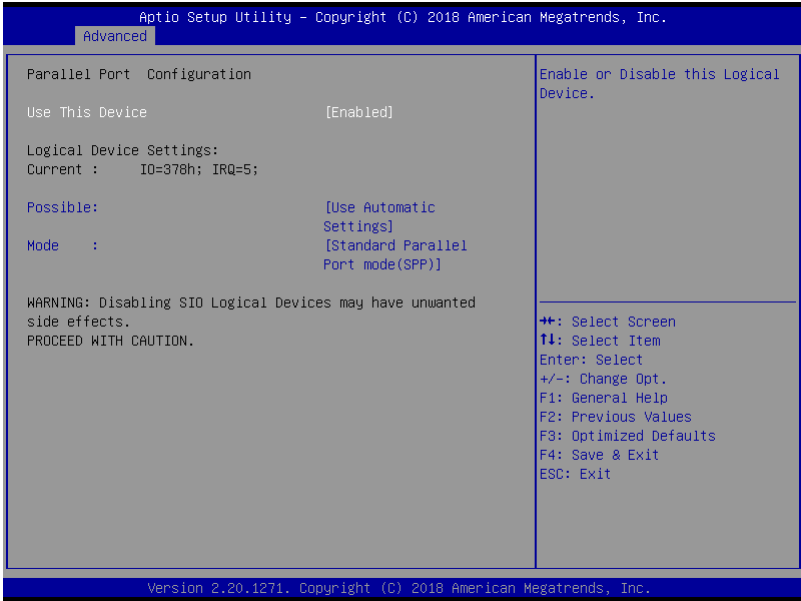 Aptio Setup Utility – Copyright (C) 2018 American Megatrends, Inc.
Advanced
Parallel Port  Configuration
Use This Device [Enabled]
Logical Device Settings:
Current :     IO=378h; IRQ=5;
Possible: [Use Automatic
Settings]
Mode    : [Standard Parallel
Port mode(SPP)]
WARNING: Disabling SIO Logical Devices may have unwanted
side effects.
PROCEED WITH CAUTION.
Enable or Disable this Logical
Device.
→←: Select Screen
↑↓: Select Item
Enter: Select
+/-: Change Opt.
F1: General Help
F2: Previous Values
F3: Optimized Defaults
F4: Save & Exit
ESC: Exit
Version 2.20.1271. Copyright (C) 2018 American Megatrends, Inc.